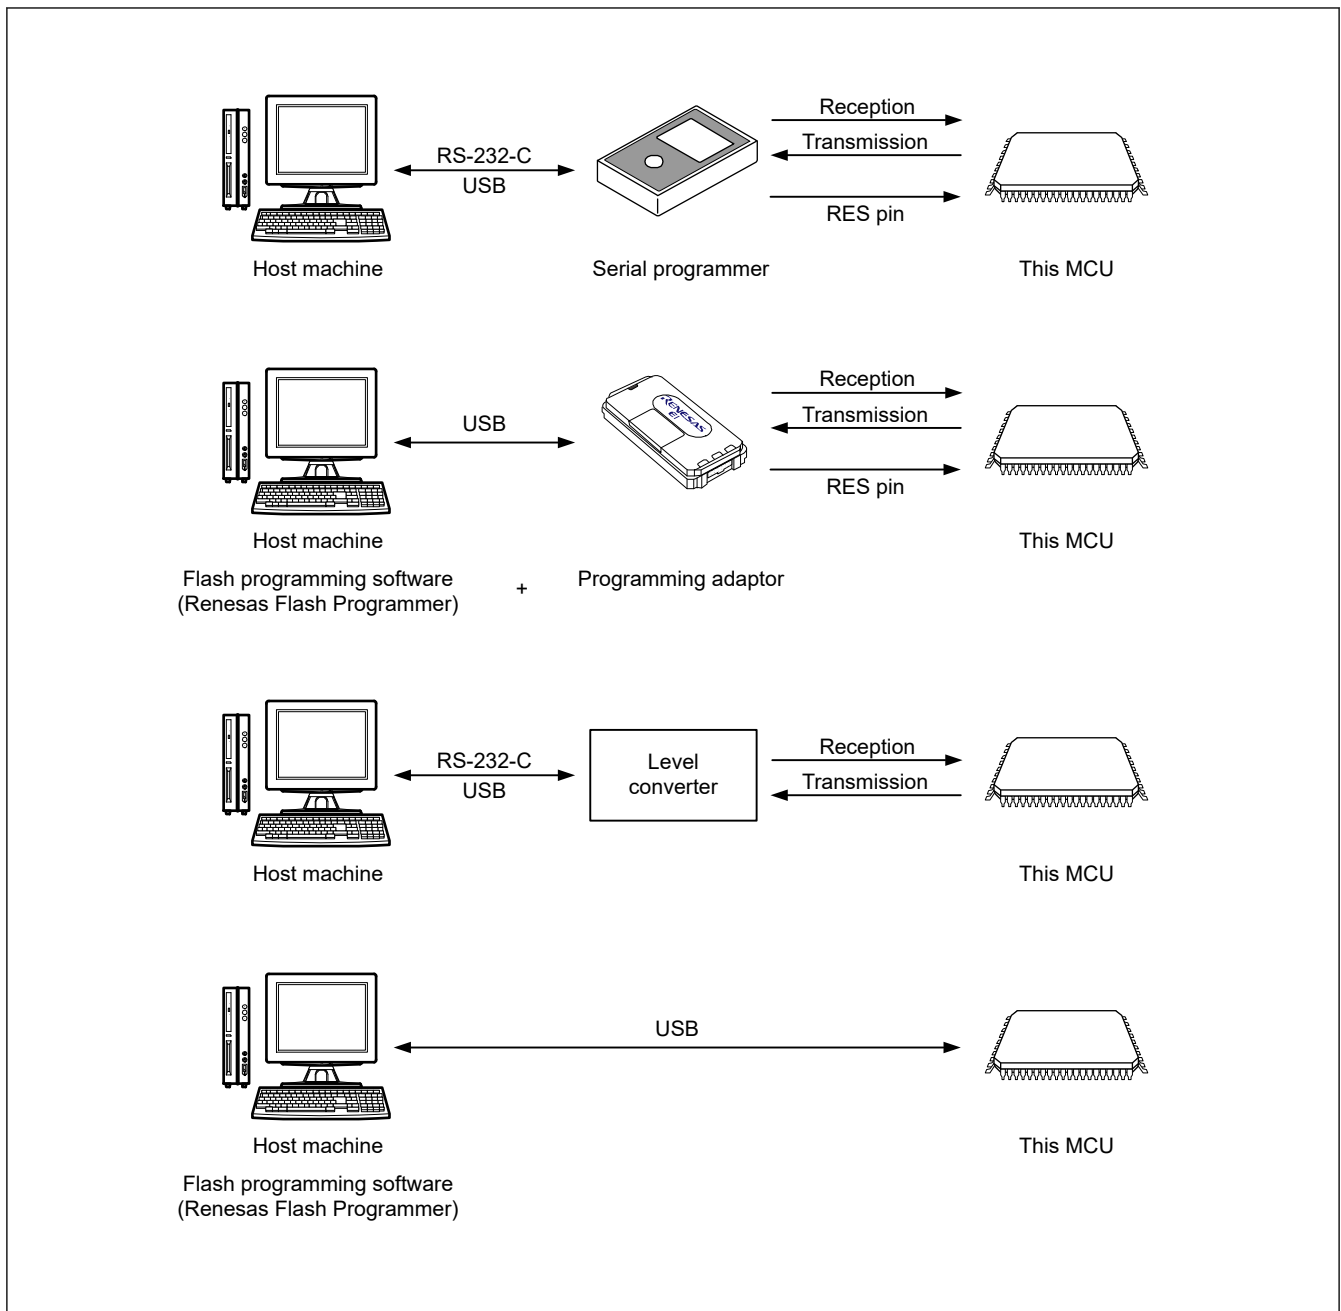 Reception
RS-232-C
Transmission
USB
RES pin
Host machine
Serial programmer
This MCU
Reception
USB
Transmission
RENESAS
E1
RES pin
Host machine
This MCU
Flash programming software
(Renesas Flash Programmer)
+
Programming adaptor
Reception
RS-232-C
Level
converter
USB
Transmission
Host machine
This MCU
USB
Host machine
This MCU
Flash programming software
(Renesas Flash Programmer)